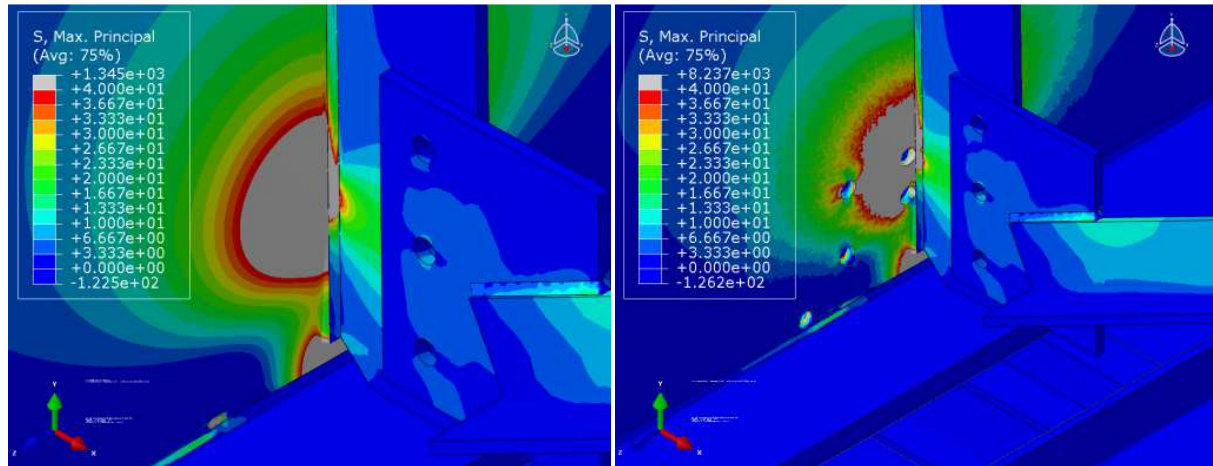 S, Max. Principal
(Avg: 75%)
+1.345e+03
+4.000e+01
+3.667e+01
+3.333e+01
+3.000e+01
+2.667e+01
+2.333e+01
+2.000e+01
+1.667e+01
+1.333e+01
+1.000e+01
+6.667e+00
+3.333e+00
+0.000e+00
-1.225e+02
Y
Z
X
S, Max. Principal
(Avg: 75%)
+8.237e+03
+4.000e+01
+3.667e+01
+3.333e+01
+3.000e+01
+2.667e+01
+2.333e+01
+2.000e+01
+1.667e+01
+1.333e+01
+1.000e+01
+6.667e+00
+3.333e+00
+0.000e+00
-1.262e+02
Y
Z
X